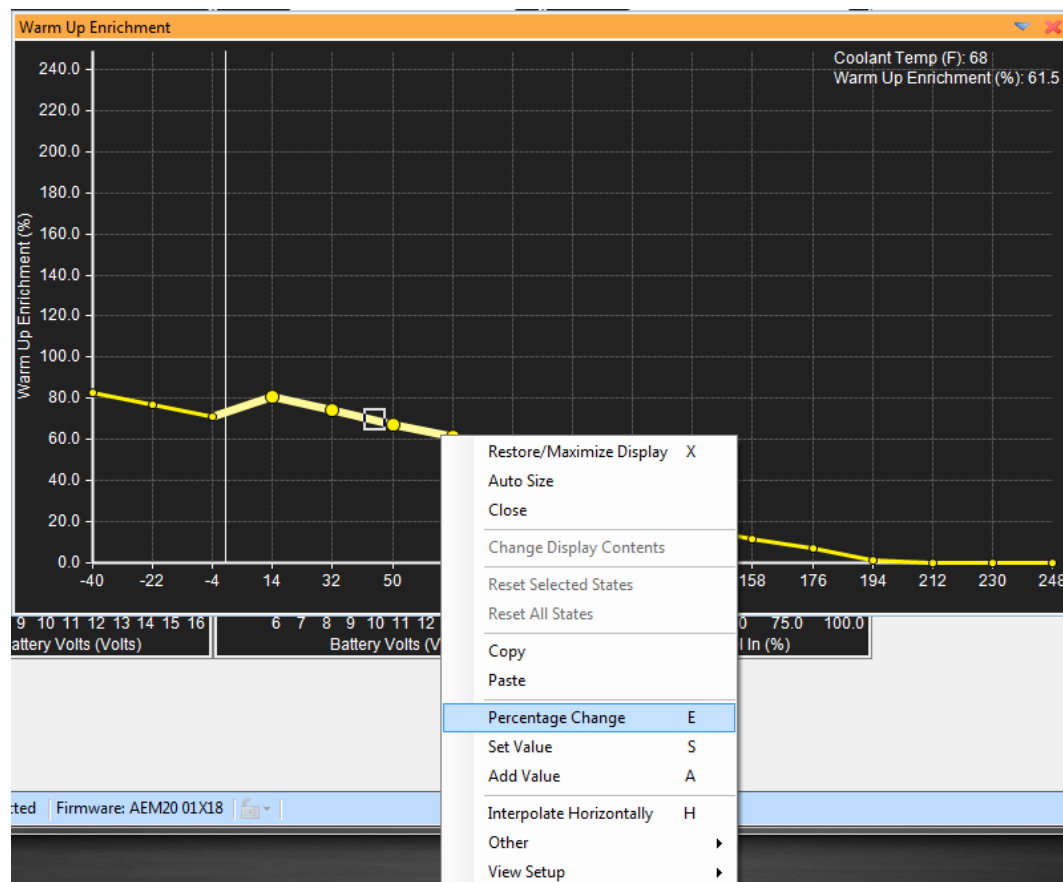 Warm Up Enrichment
Coolant Temp (F): 68
Warm Up Enrichment (%): 61.5
240.0
220.0
200.0
180.0
160.0
140.0
120.0
100.0
80.0
60.0
40.0
20.0
0.0
Warm Up Enrichment (%)
-40 -22 -4 14 32 50 158 176 194 212 230 248
Restore/Maximize Display X
Auto Size
Close
Change Display Contents
Reset Selected States
Reset All States
Copy
Paste
Percentage Change E
Set Value S
Add Value A
Interpolate Horizontally H
Other
View Setup
9 10 11 12 13 14 15 16 6 7 8 9 10 11 12 0 75.0 100.0
attery Volts (Volts) Battery Volts (V l In (%)
ted Firmware: AEM20 01X18